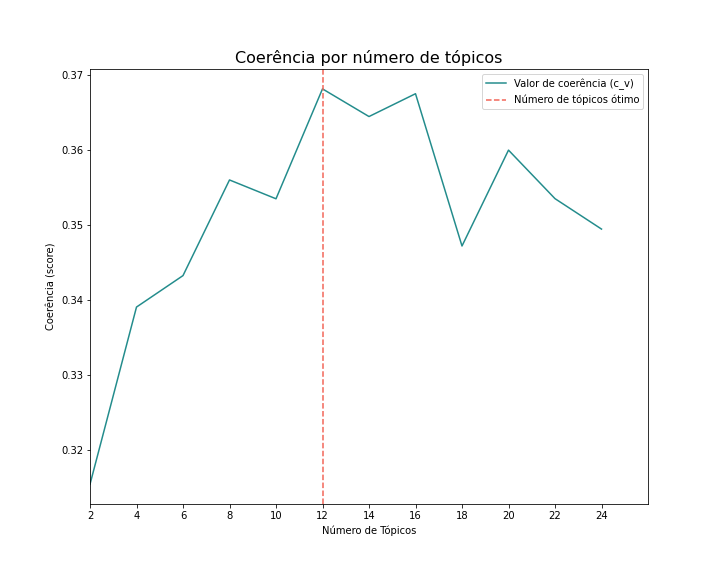 Coerência por número de tópicos
Valor de coerência (c_v)
Número de tópicos ótimo
Coerência (score)
0.37
0.36
0.35
0.34
0.33
0.32
2 4 6 8 10 12 14 16 18 20 22 24
Número de Tópicos